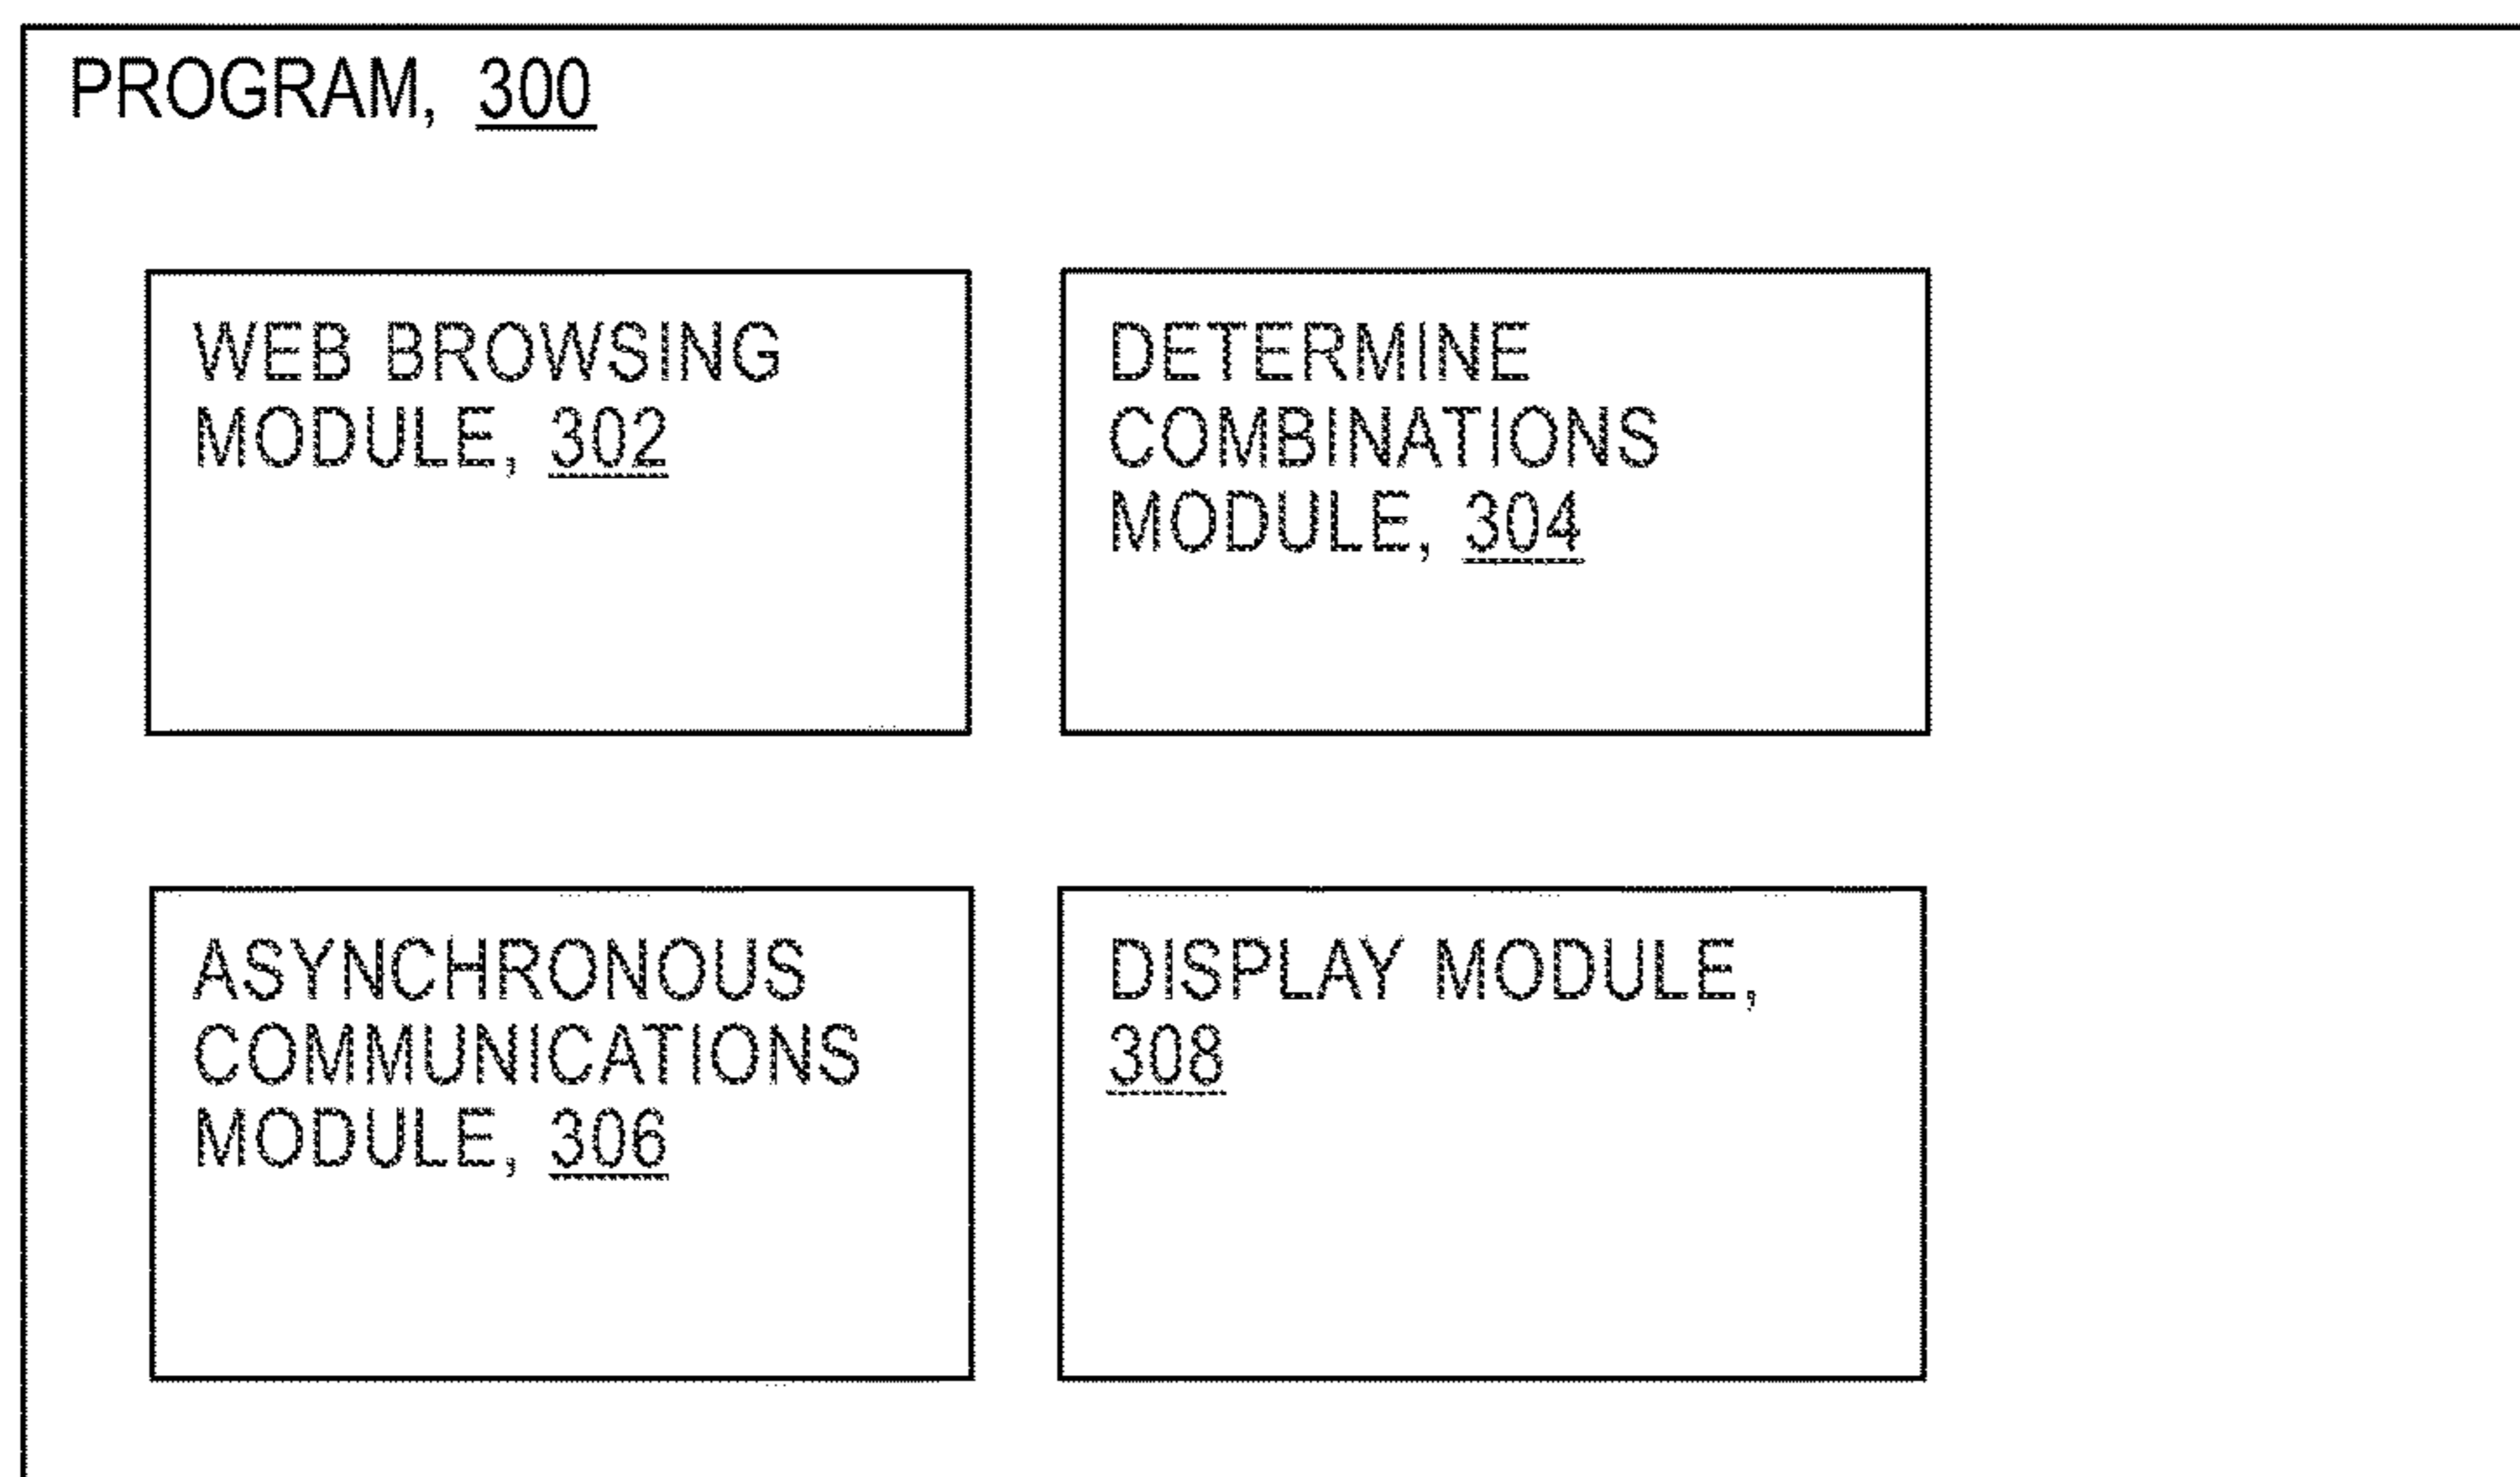 PROGRAM, 300
WEB BROWSING
MODULE, 302
DETERMINE
COMBINATIONS
MODULE, 304
ASYNCHRONOUS
COMMUNICATIONS
MODULE, 306
DISPLAY MODULE,
308